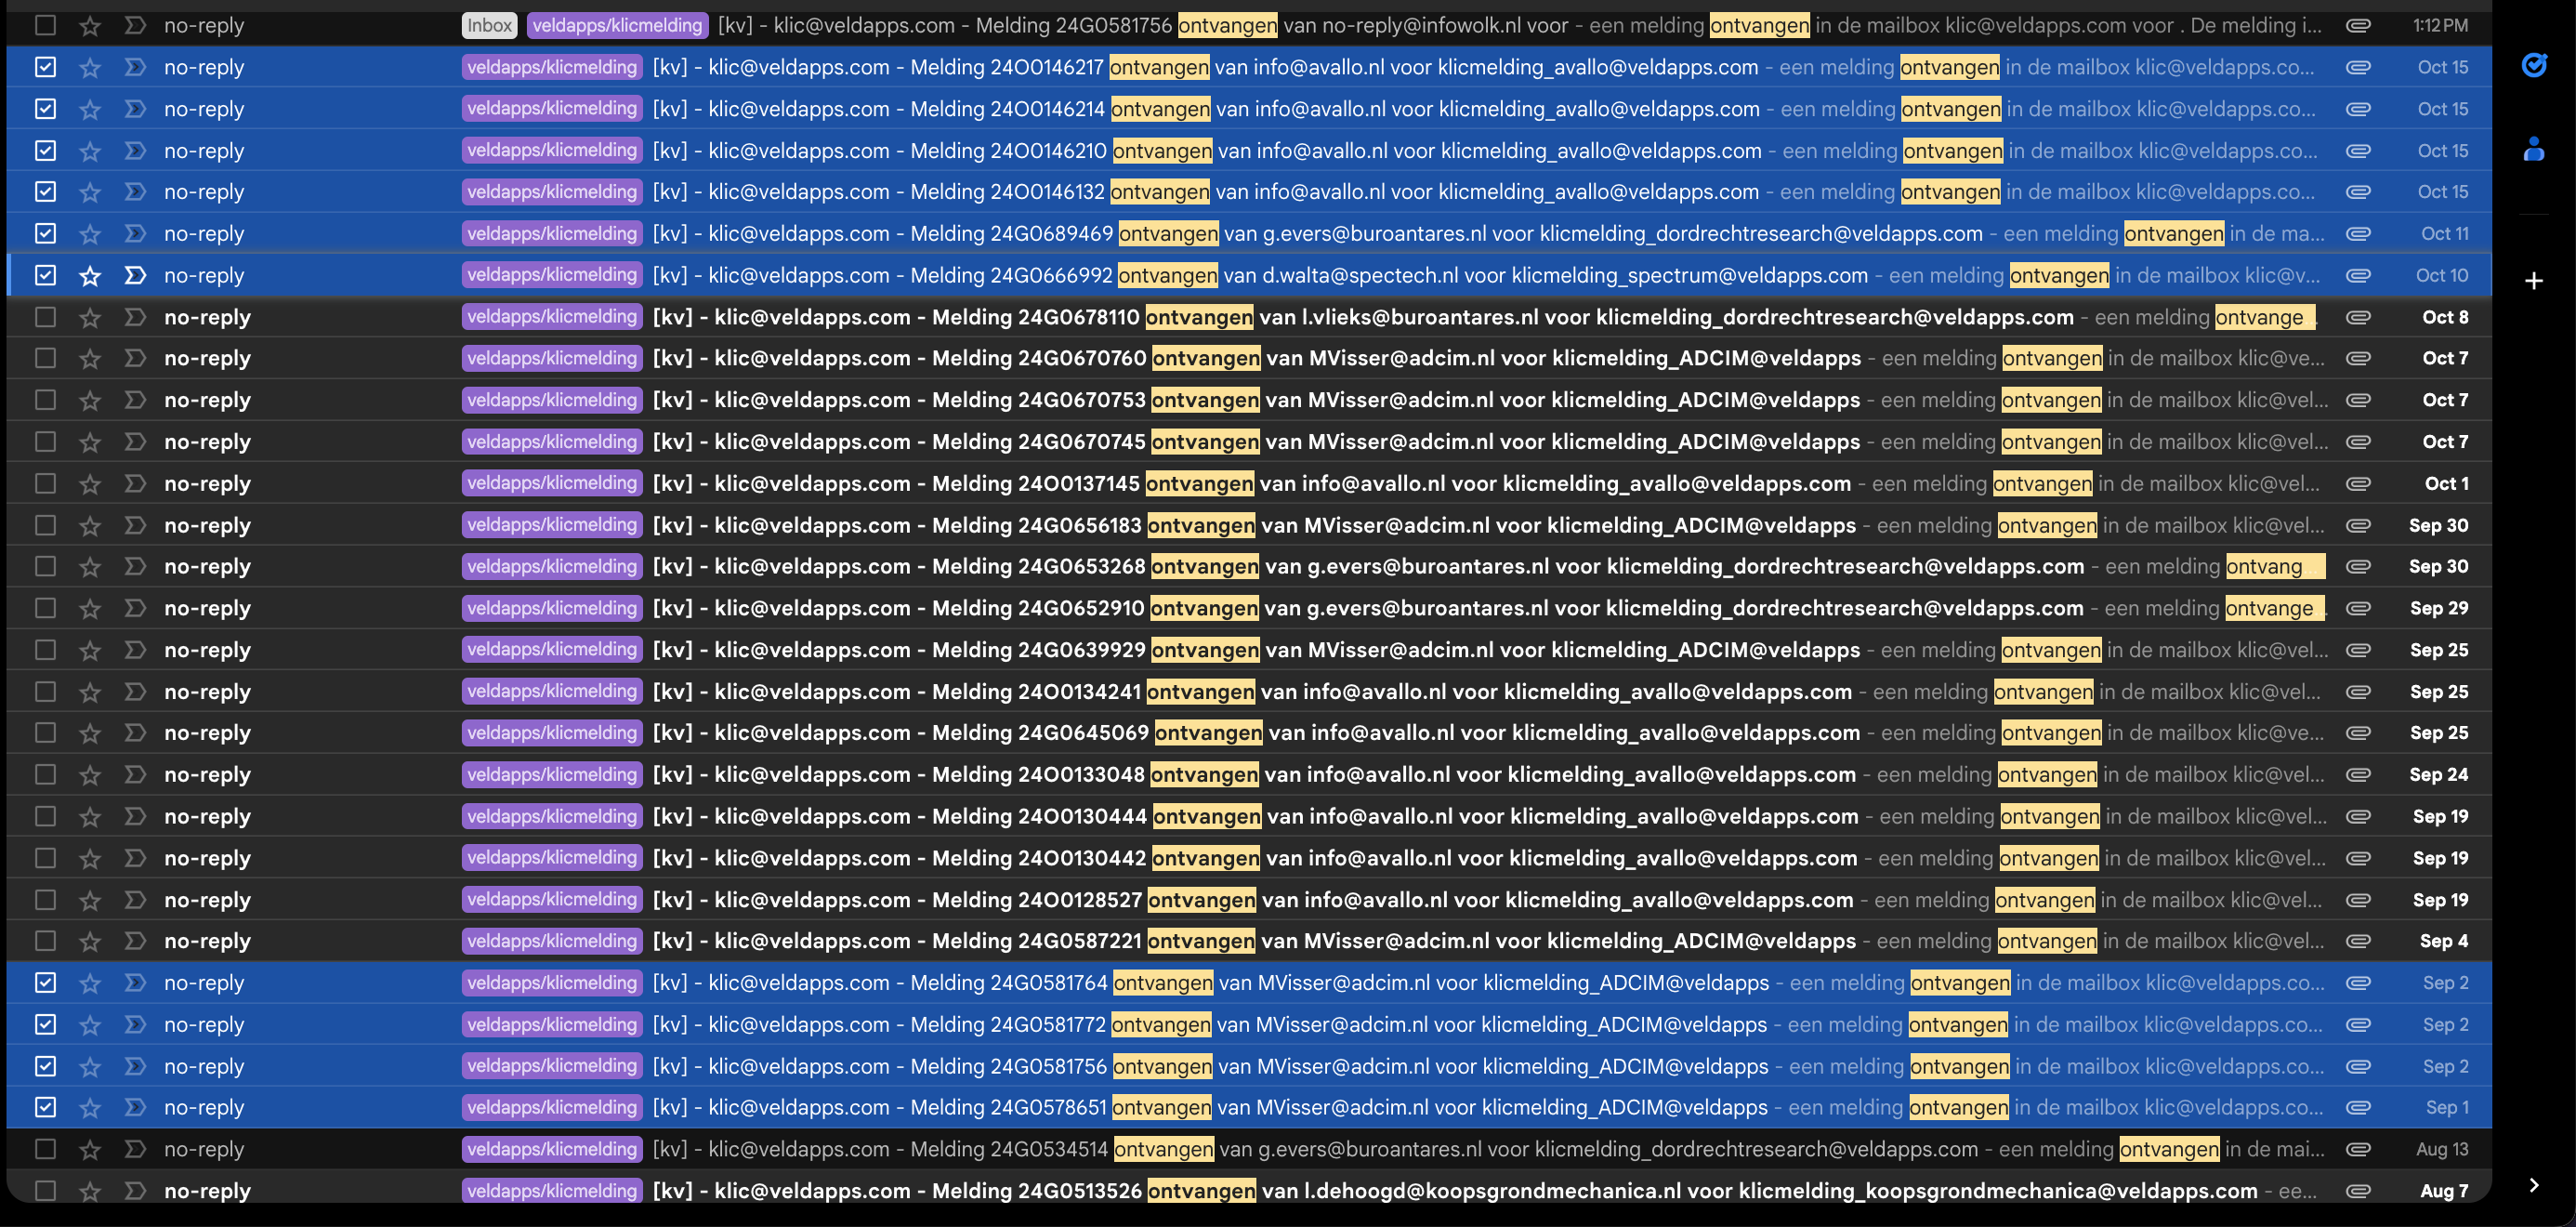 no-reply Inbox veldapps/klicmelding [kv] - klic@veldapps.com - Melding 24G0581756 ontvangen van no-reply@infowolk.nl voor - een melding ontvangen in de mailbox klic@veldapps.com voor . De melding i... 1:12 PM
no-reply veldapps/klicmelding [kv] - klic@veldapps.com - Melding 24O0146217 ontvangen van info@avallo.nl voor klicmelding_avallo@veldapps.com - een melding ontvangen in de mailbox klic@veldapps.co... Oct 15
no-reply veldapps/klicmelding [kv] - klic@veldapps.com - Melding 24O0146214 ontvangen van info@avallo.nl voor klicmelding_avallo@veldapps.com - een melding ontvangen in de mailbox klic@veldapps.co... Oct 15
no-reply veldapps/klicmelding [kv] - klic@veldapps.com - Melding 24O0146210 ontvangen van info@avallo.nl voor klicmelding_avallo@veldapps.com - een melding ontvangen in de mailbox klic@veldapps.co... Oct 15
no-reply veldapps/klicmelding [kv] - klic@veldapps.com - Melding 24O0146132 ontvangen van info@avallo.nl voor klicmelding_avallo@veldapps.com - een melding ontvangen in de mailbox klic@veldapps.co... Oct 15
no-reply veldapps/klicmelding [kv] - klic@veldapps.com - Melding 24G0689469 ontvangen van g.evers@buroantares.nl voor klicmelding_dordrechtresearch@veldapps.com - een melding ontvangen in de ma... Oct 11
no-reply veldapps/klicmelding [kv] - klic@veldapps.com - Melding 24G0666992 ontvangen van d.walta@spectech.nl voor klicmelding_spectrum@veldapps.com - een melding ontvangen in de mailbox klic@v... Oct 10
no-reply veldapps/klicmelding [kv] - klic@veldapps.com - Melding 24G0678110 ontvangen van l.vlieks@buroantares.nl voor klicmelding_dordrechtresearch@veldapps.com - een melding ontvange Oct 8
no-reply veldapps/klicmelding [kv] - klic@veldapps.com - Melding 24G0670760 ontvangen van MVisser@adcim.nl voor klicmelding_ADCIM@veldapps - een melding ontvangen in de mailbox klic@ve... Oct 7
no-reply veldapps/klicmelding [kv] - klic@veldapps.com - Melding 24G0670753 ontvangen van MVisser@adcim.nl voor klicmelding_ADCIM@veldapps - een melding ontvangen in de mailbox klic@vel... Oct 7
no-reply veldapps/klicmelding [kv] - klic@veldapps.com - Melding 24G0670745 ontvangen van MVisser@adcim.nl voor klicmelding_ADCIM@veldapps - een melding ontvangen in de mailbox klic@vel... Oct 7
no-reply veldapps/klicmelding [kv] - klic@veldapps.com - Melding 24O0137145 ontvangen van info@avallo.nl voor klicmelding_avallo@veldapps.com - een melding ontvangen in de mailbox klic@vel... Oct 1
no-reply veldapps/klicmelding [kv] - klic@veldapps.com - Melding 24G0656183 ontvangen van MVisser@adcim.nl voor klicmelding_ADCIM@veldapps - een melding ontvangen in de mailbox klic@vel... Sep 30
no-reply veldapps/klicmelding [kv] - klic@veldapps.com - Melding 24G0653268 ontvangen van g.evers@buroantares.nl voor klicmelding_dordrechtresearch@veldapps.com - een melding ontvang Sep 30
no-reply veldapps/klicmelding [kv] - klic@veldapps.com - Melding 24G0652910 ontvangen van g.evers@buroantares.nl voor klicmelding_dordrechtresearch@veldapps.com - een melding ontvange Sep 29
no-reply veldapps/klicmelding [kv] - klic@veldapps.com - Melding 24G0639929 ontvangen van MVisser@adcim.nl voor klicmelding_ADCIM@veldapps - een melding ontvangen in de mailbox klic@vel... Sep 25
no-reply veldapps/klicmelding [kv] - klic@veldapps.com - Melding 24O0134241 ontvangen van info@avallo.nl voor klicmelding_avallo@veldapps.com - een melding ontvangen in de mailbox klic@vel... Sep 25
no-reply veldapps/klicmelding [kv] - klic@veldapps.com - Melding 24G0645069 ontvangen van info@avallo.nl voor klicmelding_avallo@veldapps.com - een melding ontvangen in de mailbox klic@ve... Sep 25
no-reply veldapps/klicmelding [kv] - klic@veldapps.com - Melding 24O0133048 ontvangen van info@avallo.nl voor klicmelding_avallo@veldapps.com - een melding ontvangen in de mailbox klic@vel... Sep 24
no-reply veldapps/klicmelding [kv] - klic@veldapps.com - Melding 24O0130444 ontvangen van info@avallo.nl voor klicmelding_avallo@veldapps.com - een melding ontvangen in de mailbox klic@vel... Sep 19
no-reply veldapps/klicmelding [kv] - klic@veldapps.com - Melding 24O0130442 ontvangen van info@avallo.nl voor klicmelding_avallo@veldapps.com - een melding ontvangen in de mailbox klic@vel... Sep 19
no-reply veldapps/klicmelding [kv] - klic@veldapps.com - Melding 24O0128527 ontvangen van info@avallo.nl voor klicmelding_avallo@veldapps.com - een melding ontvangen in de mailbox klic@vel... Sep 19
no-reply veldapps/klicmelding [kv] - klic@veldapps.com - Melding 24G0587221 ontvangen van MVisser@adcim.nl voor klicmelding_ADCIM@veldapps - een melding ontvangen in de mailbox klic@vel... Sep 4
no-reply veldapps/klicmelding [kv] - klic@veldapps.com - Melding 24G0581764 ontvangen van MVisser@adcim.nl voor klicmelding_ADCIM@veldapps - een melding ontvangen in de mailbox klic@veldapps.co... Sep 2
no-reply veldapps/klicmelding [kv] - klic@veldapps.com - Melding 24G0581772 ontvangen van MVisser@adcim.nl voor klicmelding_ADCIM@veldapps - een melding ontvangen in de mailbox klic@veldapps.co... Sep 2
no-reply veldapps/klicmelding [kv] - klic@veldapps.com - Melding 24G0581756 ontvangen van MVisser@adcim.nl voor klicmelding_ADCIM@veldapps - een melding ontvangen in de mailbox klic@veldapps.co... Sep 2
no-reply veldapps/klicmelding [kv] - klic@veldapps.com - Melding 24G0578651 ontvangen van MVisser@adcim.nl voor klicmelding_ADCIM@veldapps - een melding ontvangen in de mailbox klic@veldapps.co... Sep 1
no-reply veldapps/klicmelding [kv] - klic@veldapps.com - Melding 24G0534514 ontvangen van g.evers@buroantares.nl voor klicmelding_dordrechtresearch@veldapps.com - een melding ontvangen in de mai... Aug 13
no-reply veldapps/klicmelding [kv] - klic@veldapps.com - Melding 24G0513526 ontvangen van l.dehoogd@koopsgrondmechanica.nl voor klicmelding_koopsgrondmechanica@veldapps.com - ee... Aug 7